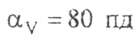 α_V = 80 пд